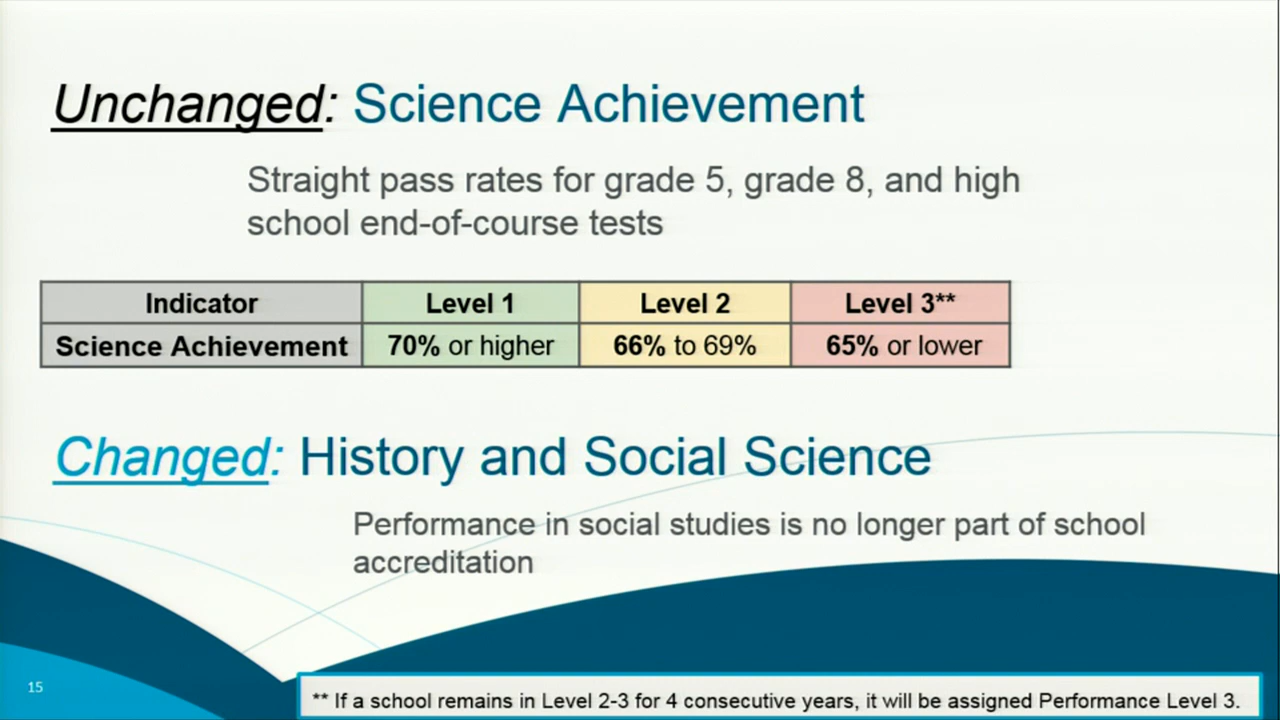 Unchanged: Science Achievement
Straight pass rates for grade 5, grade 8, and high
school end-of-course tests
Indicator Level 1 Level 2 Level 3**
Science Achievement 70% or higher 66% to 69% 65% or lower
Changed: History and Social Science
Performance in social studies is no longer part of school
accreditation
15
** If a school remains in Level 2-3 for 4 consecutive years, it will be assigned Performance Level 3.